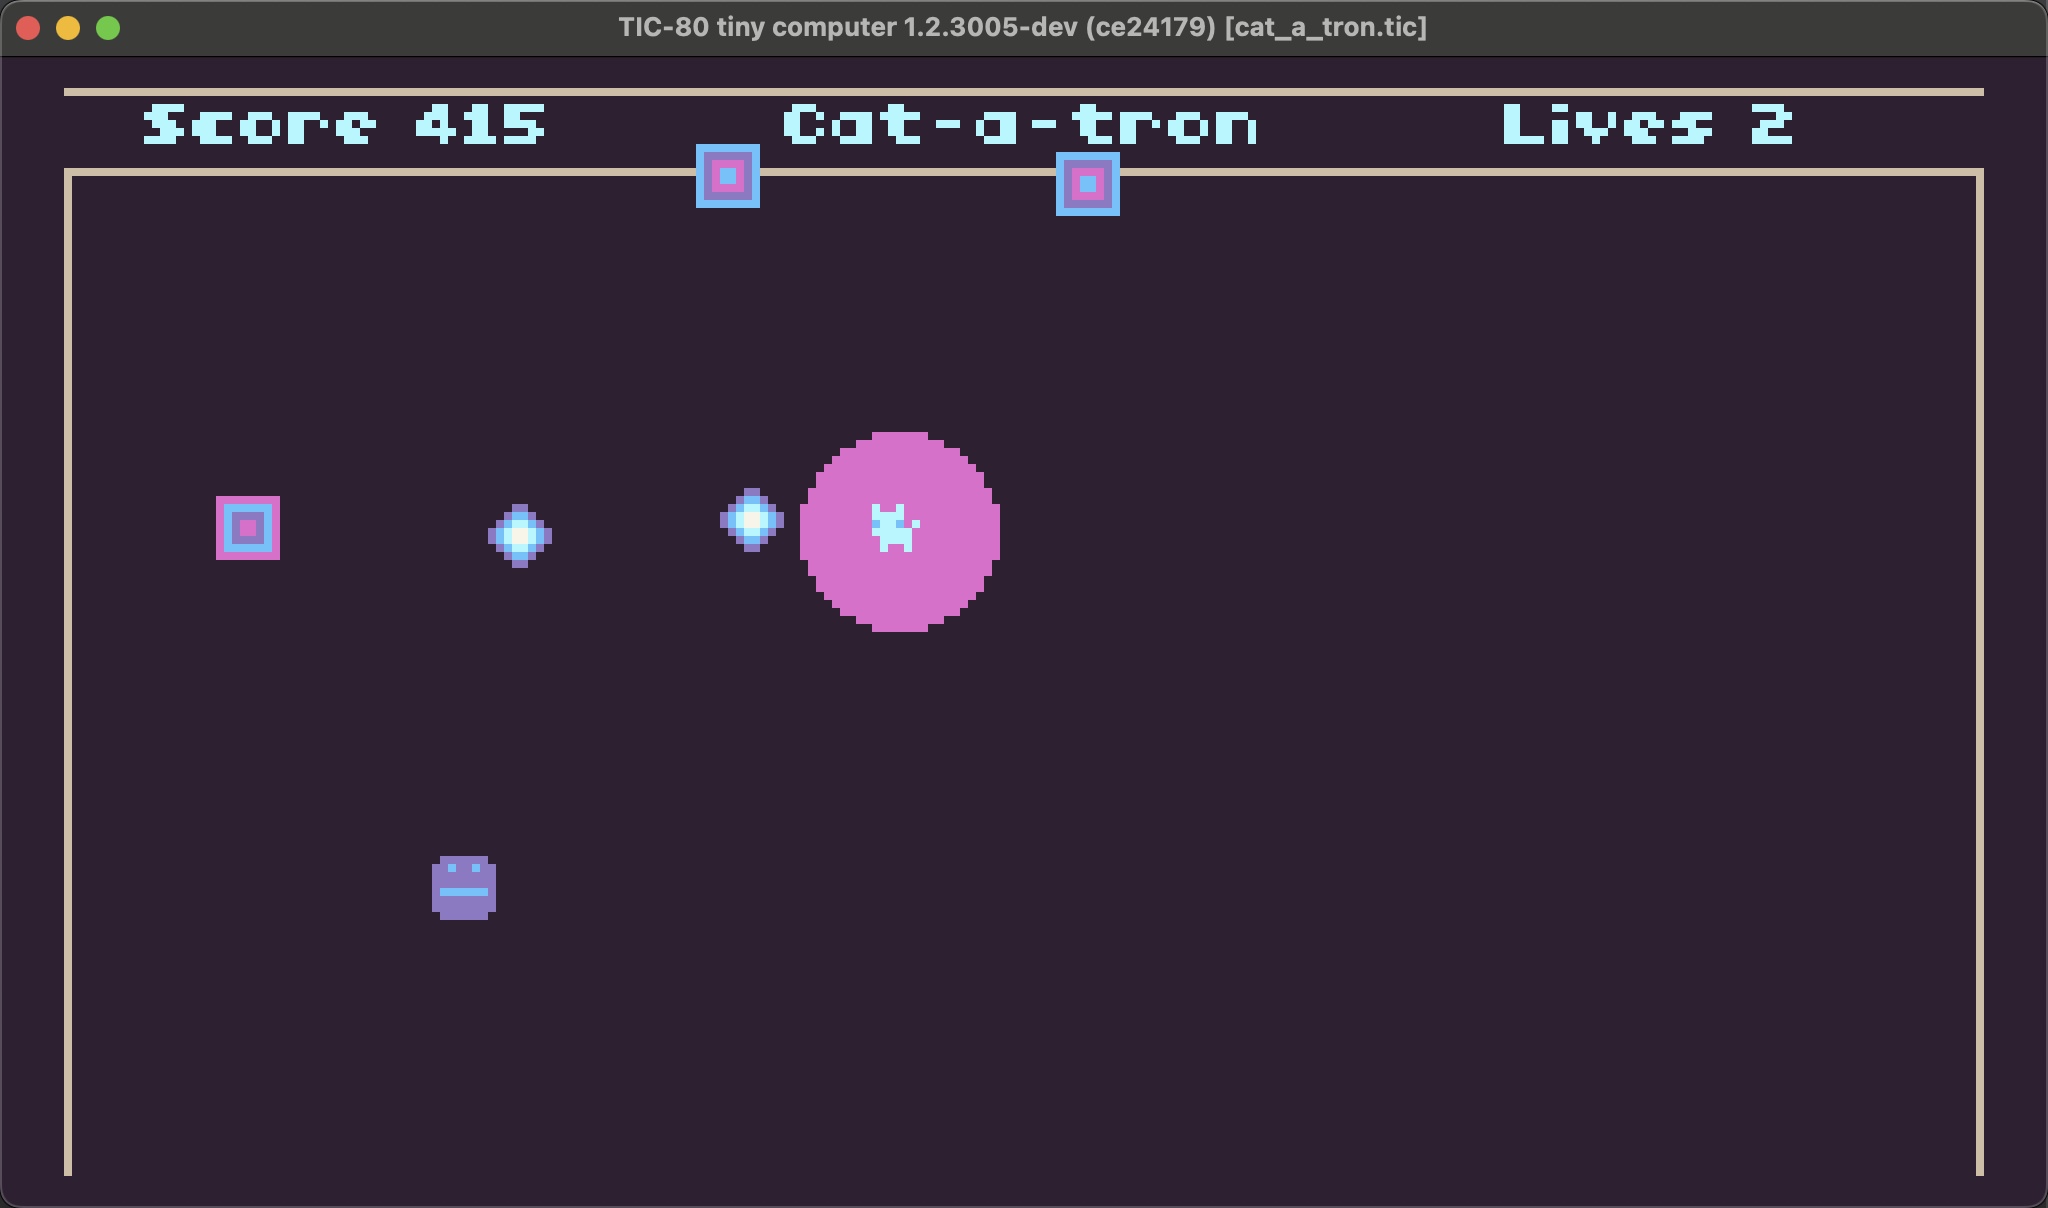 TIC-80 tiny computer 1.2.3005-dev (ce24179) [cat_a_tron.tic]
Score 415 Cat-a-tron Lives 2